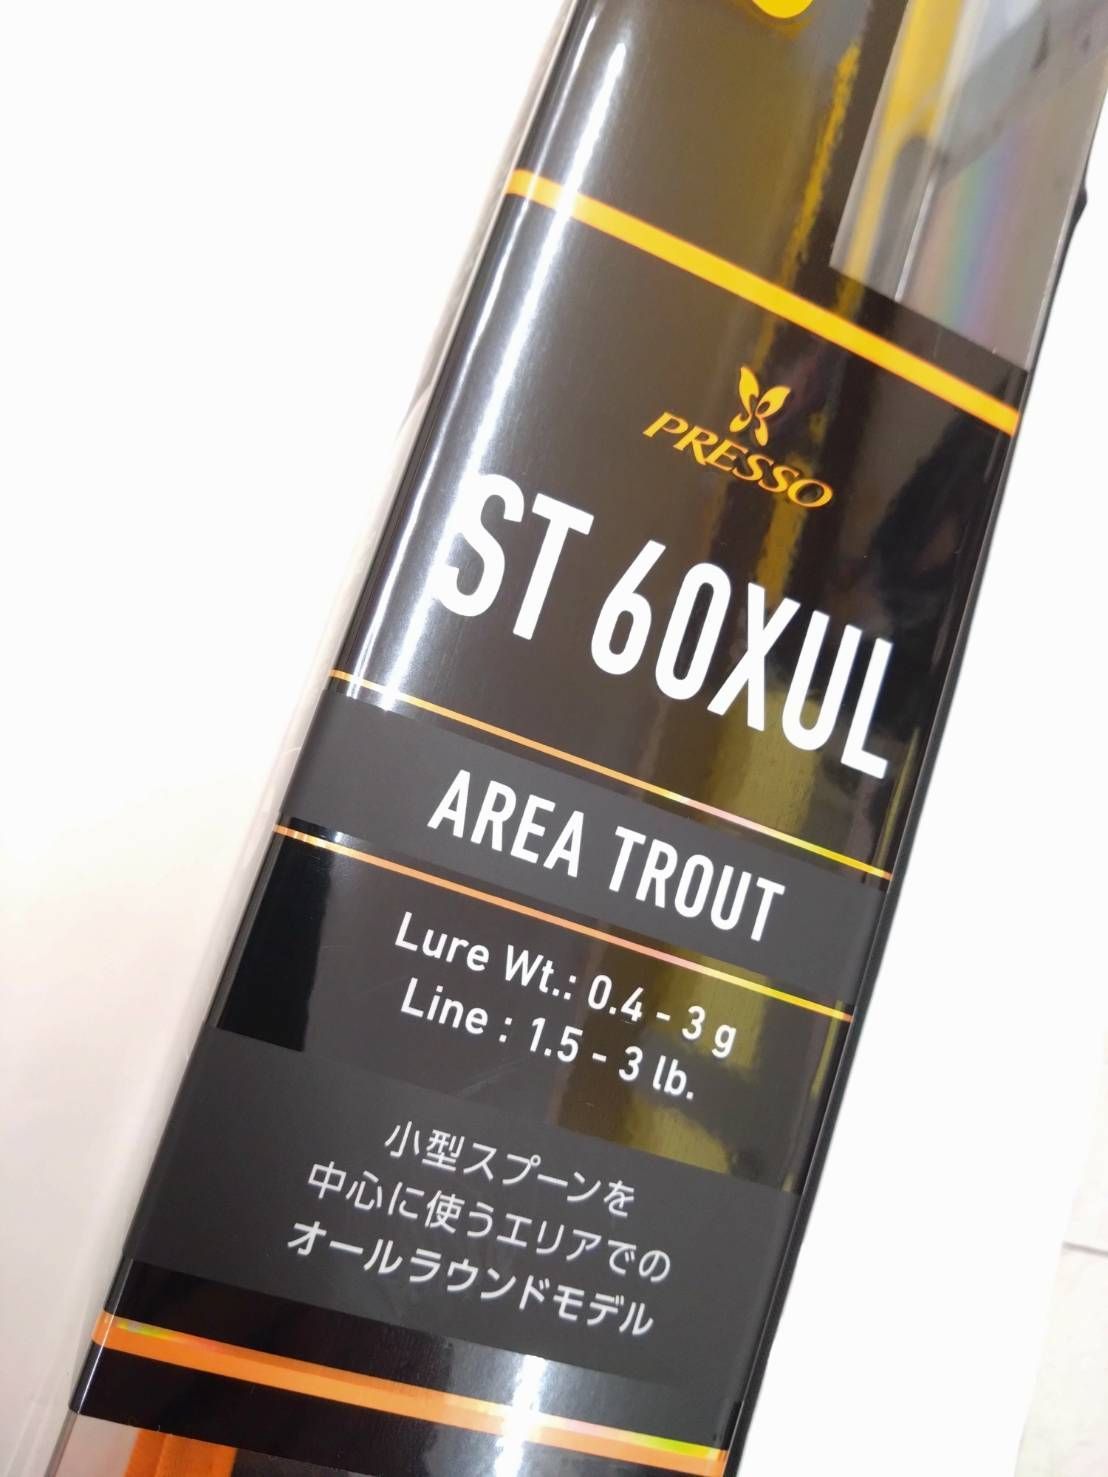 PRESSO
ST 60XUL
AREA TROUT
Lure Wt.: 0.4 - 3 g
Line : 1.5 - 3 lb.
小型スプーンを
中心に使うエリアでの
オールラウンドモデル